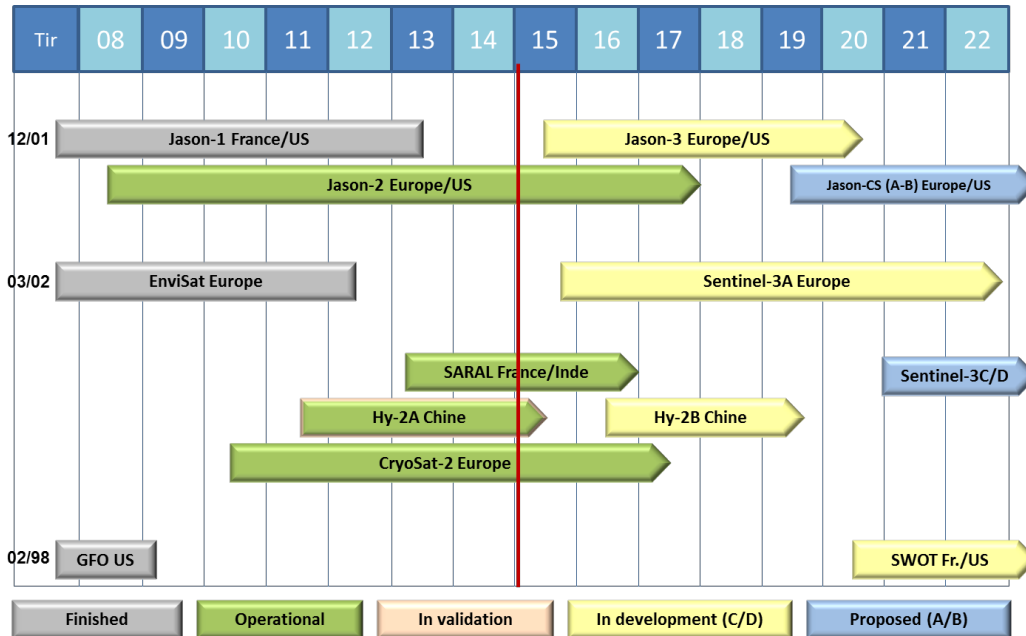 Tir 08 09 10 11 12 13 14 15 16 17 18 19 20 21 22
12/01 Jason-1 France/US Jason-3 Europe/US
Jason-2 Europe/US Jason-CS (A-B) Europe/US
03/02 EnviSat Europe Sentinel-3A Europe
SARAL France/Inde Sentinel-3C/D
Hy-2A Chine Hy-2B Chine
CryoSat-2 Europe
02/98 GFO US SWOT Fr./US
Finished Operational In validation In development (C/D) Proposed (A/B)